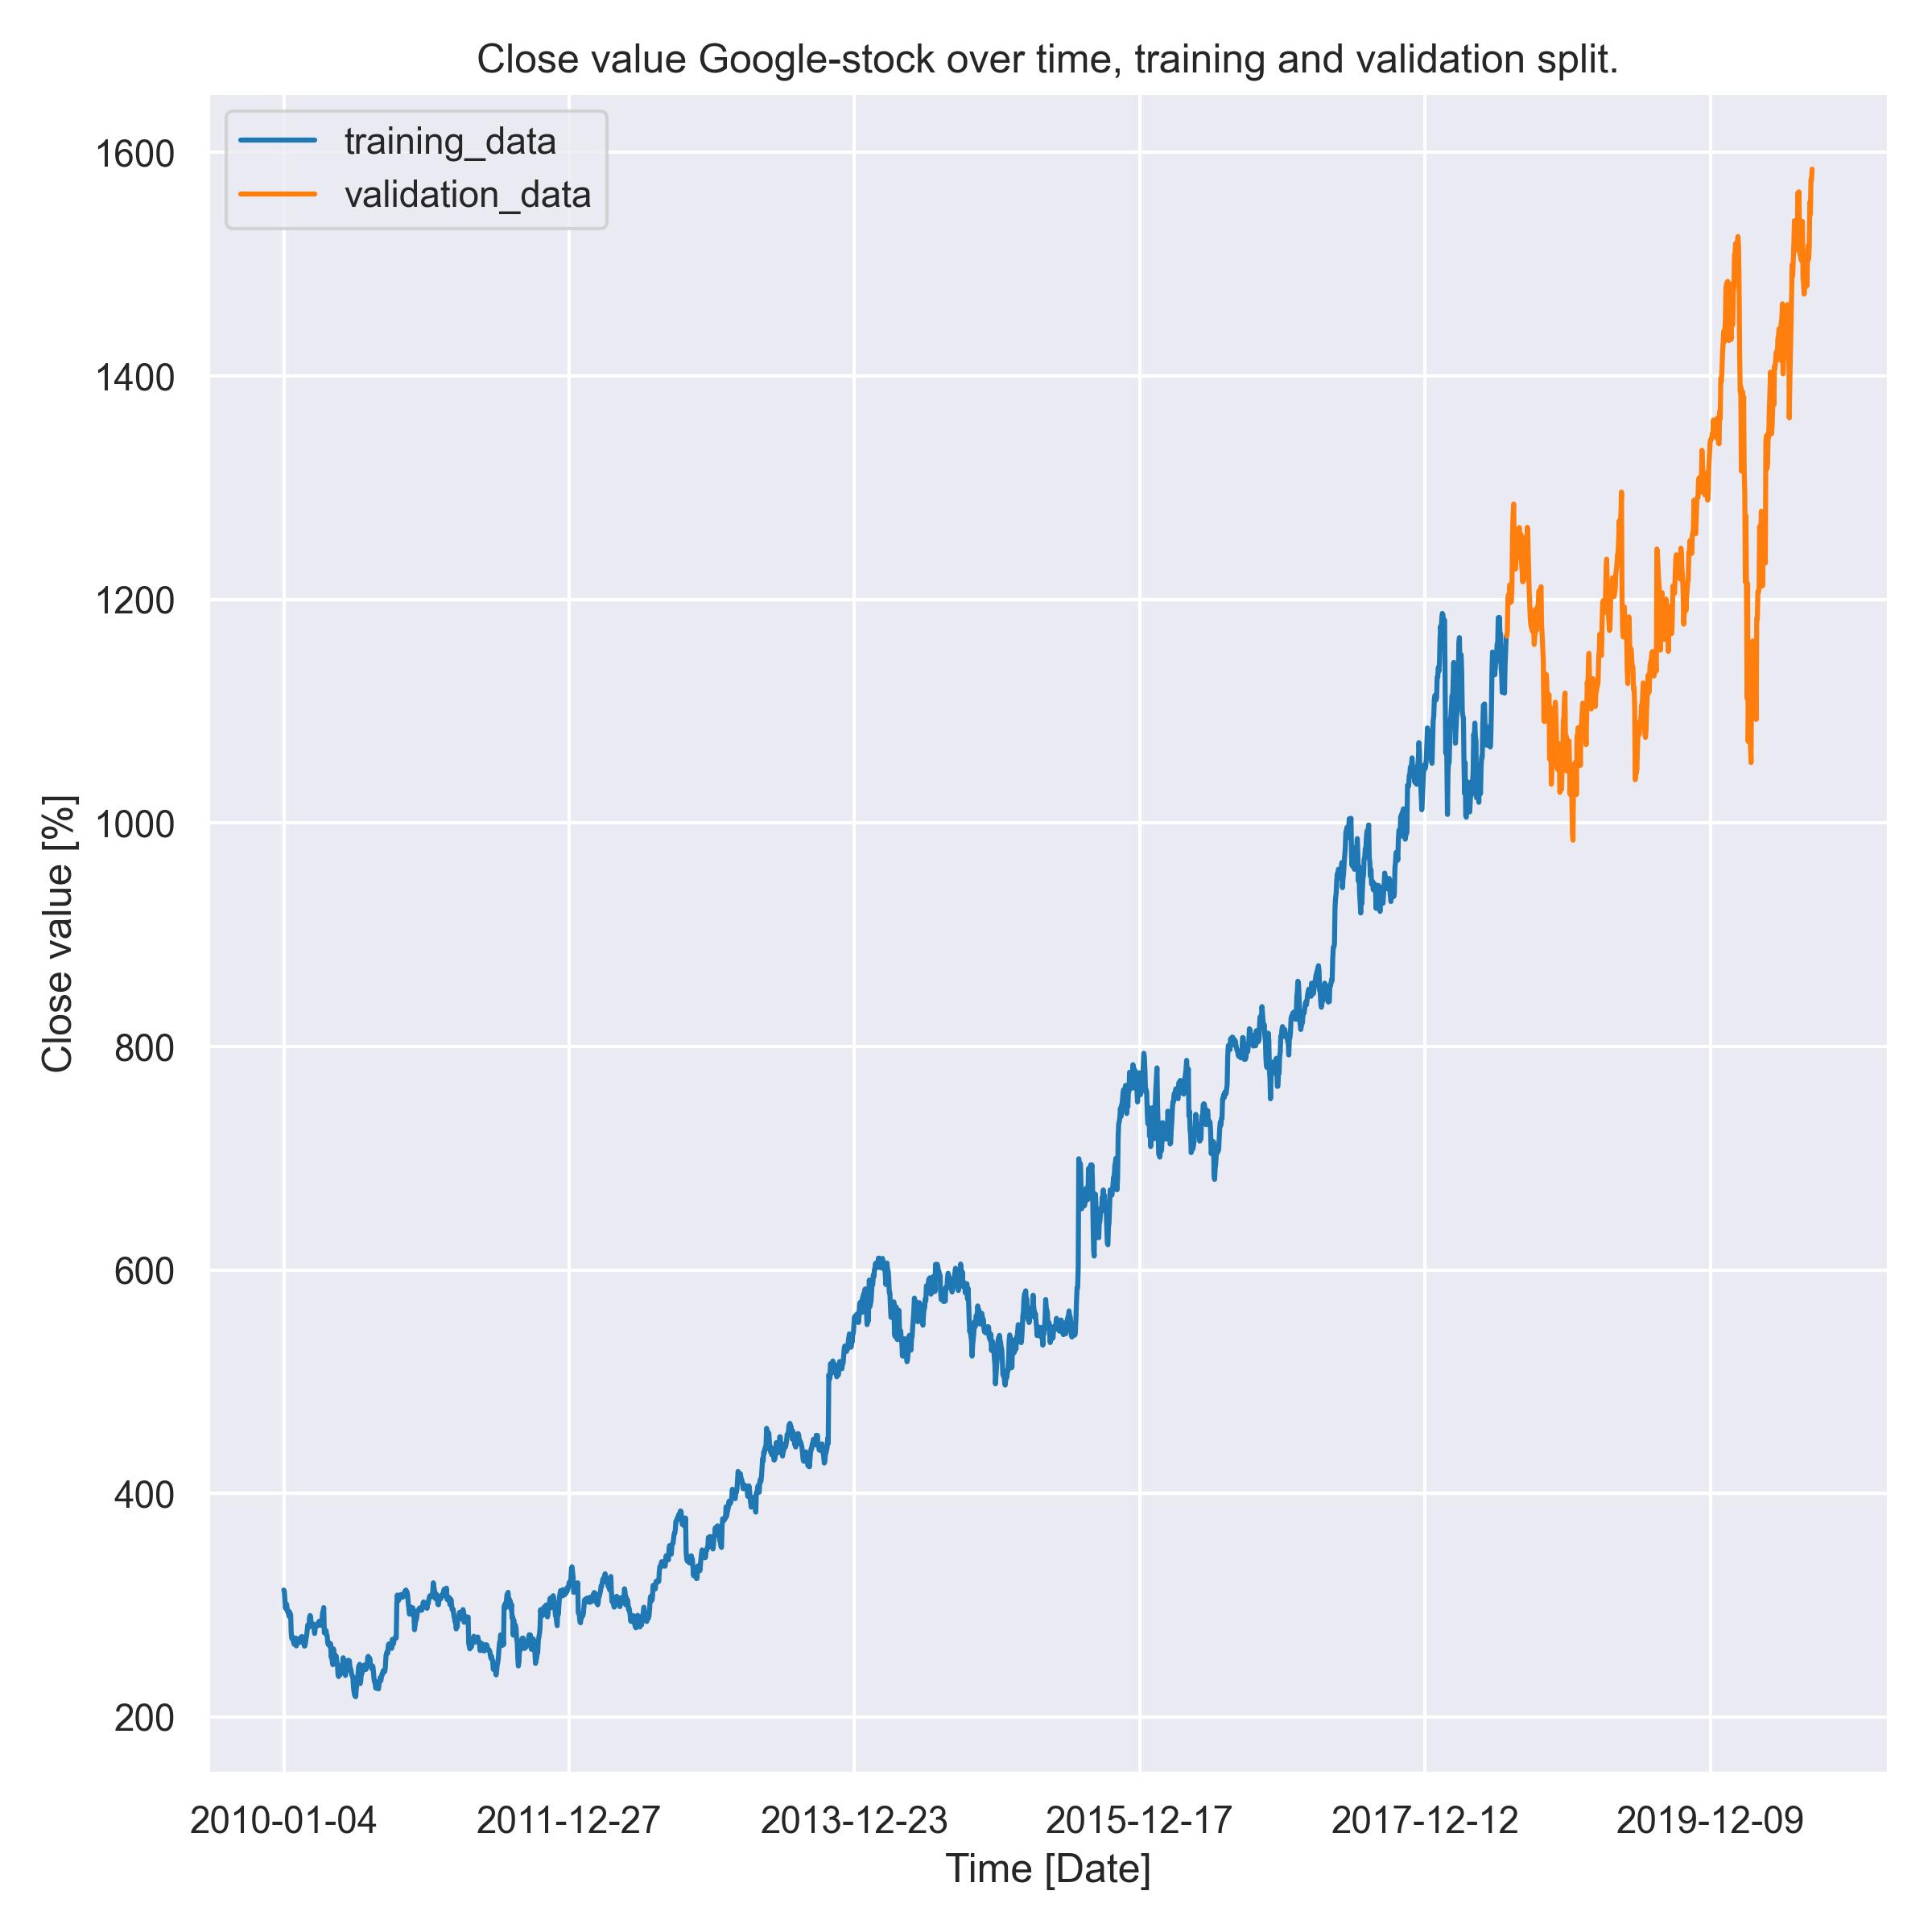 Close value Google-stock over time, training and validation split.
training_data
validation_data
1600
1400
1200
1000
800
600
400
200
Close value [%]
2010-01-04 2011-12-27 2013-12-23 2015-12-17 2017-12-12 2019-12-09
Time [Date]